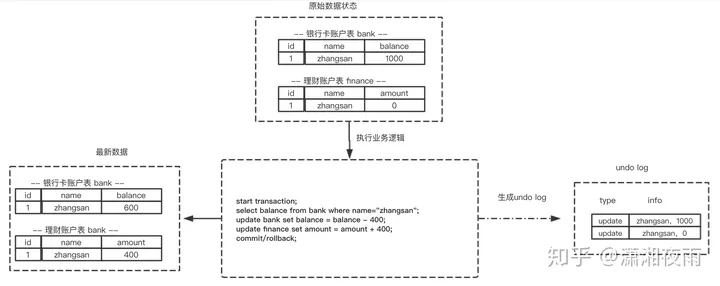 原始数据状态
-- 银行卡账户表 bank --
id name balance
1 zhangsan 1000
-- 理财账户表 finance --
id name amount
1 zhangsan 0
执行业务逻辑
最新数据
-- 银行卡账户表 bank --
id name balance
1 zhangsan 600
-- 理财账户表 bank --
id name amount
1 zhangsan 400
start transaction;
select balance from bank where name="zhangsan";
update bank set balance = balance - 400;
update finance set amount = amount + 400;
commit/rollback;
生成undo log
undo log
type info
update zhangsan, 1000
update zhangsan, 0
知乎 @潇湘夜雨